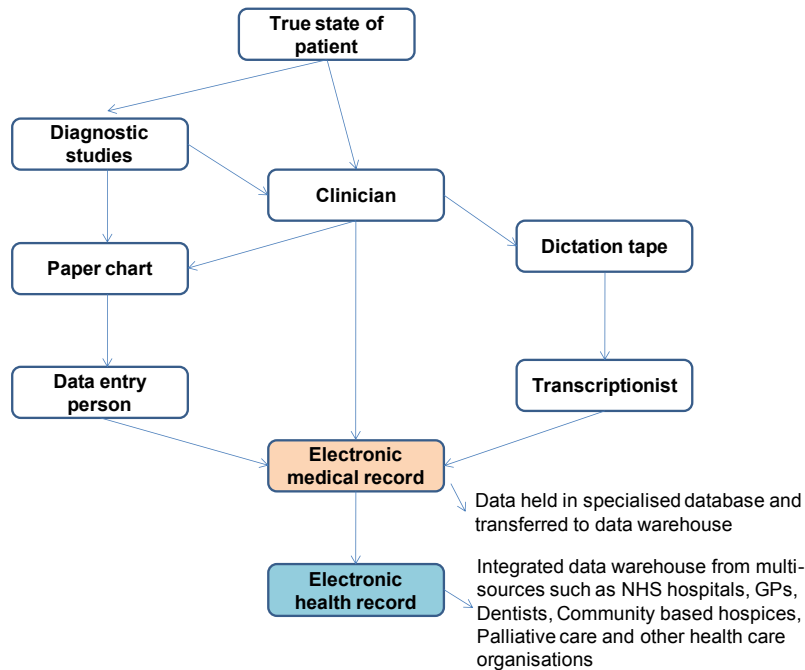 True state of
patient
Diagnostic
studies
Clinician
Paper chart
Dictation tape
Data entry
person
Transcriptionist
Electronic
medical record
Data held in specialised database and
transferred to data warehouse
Electronic
health record
Integrated data warehouse from multi-
sources such as NHS hospitals, GPs,
Dentists, Community based hospices,
Palliative care and other health care
organisations